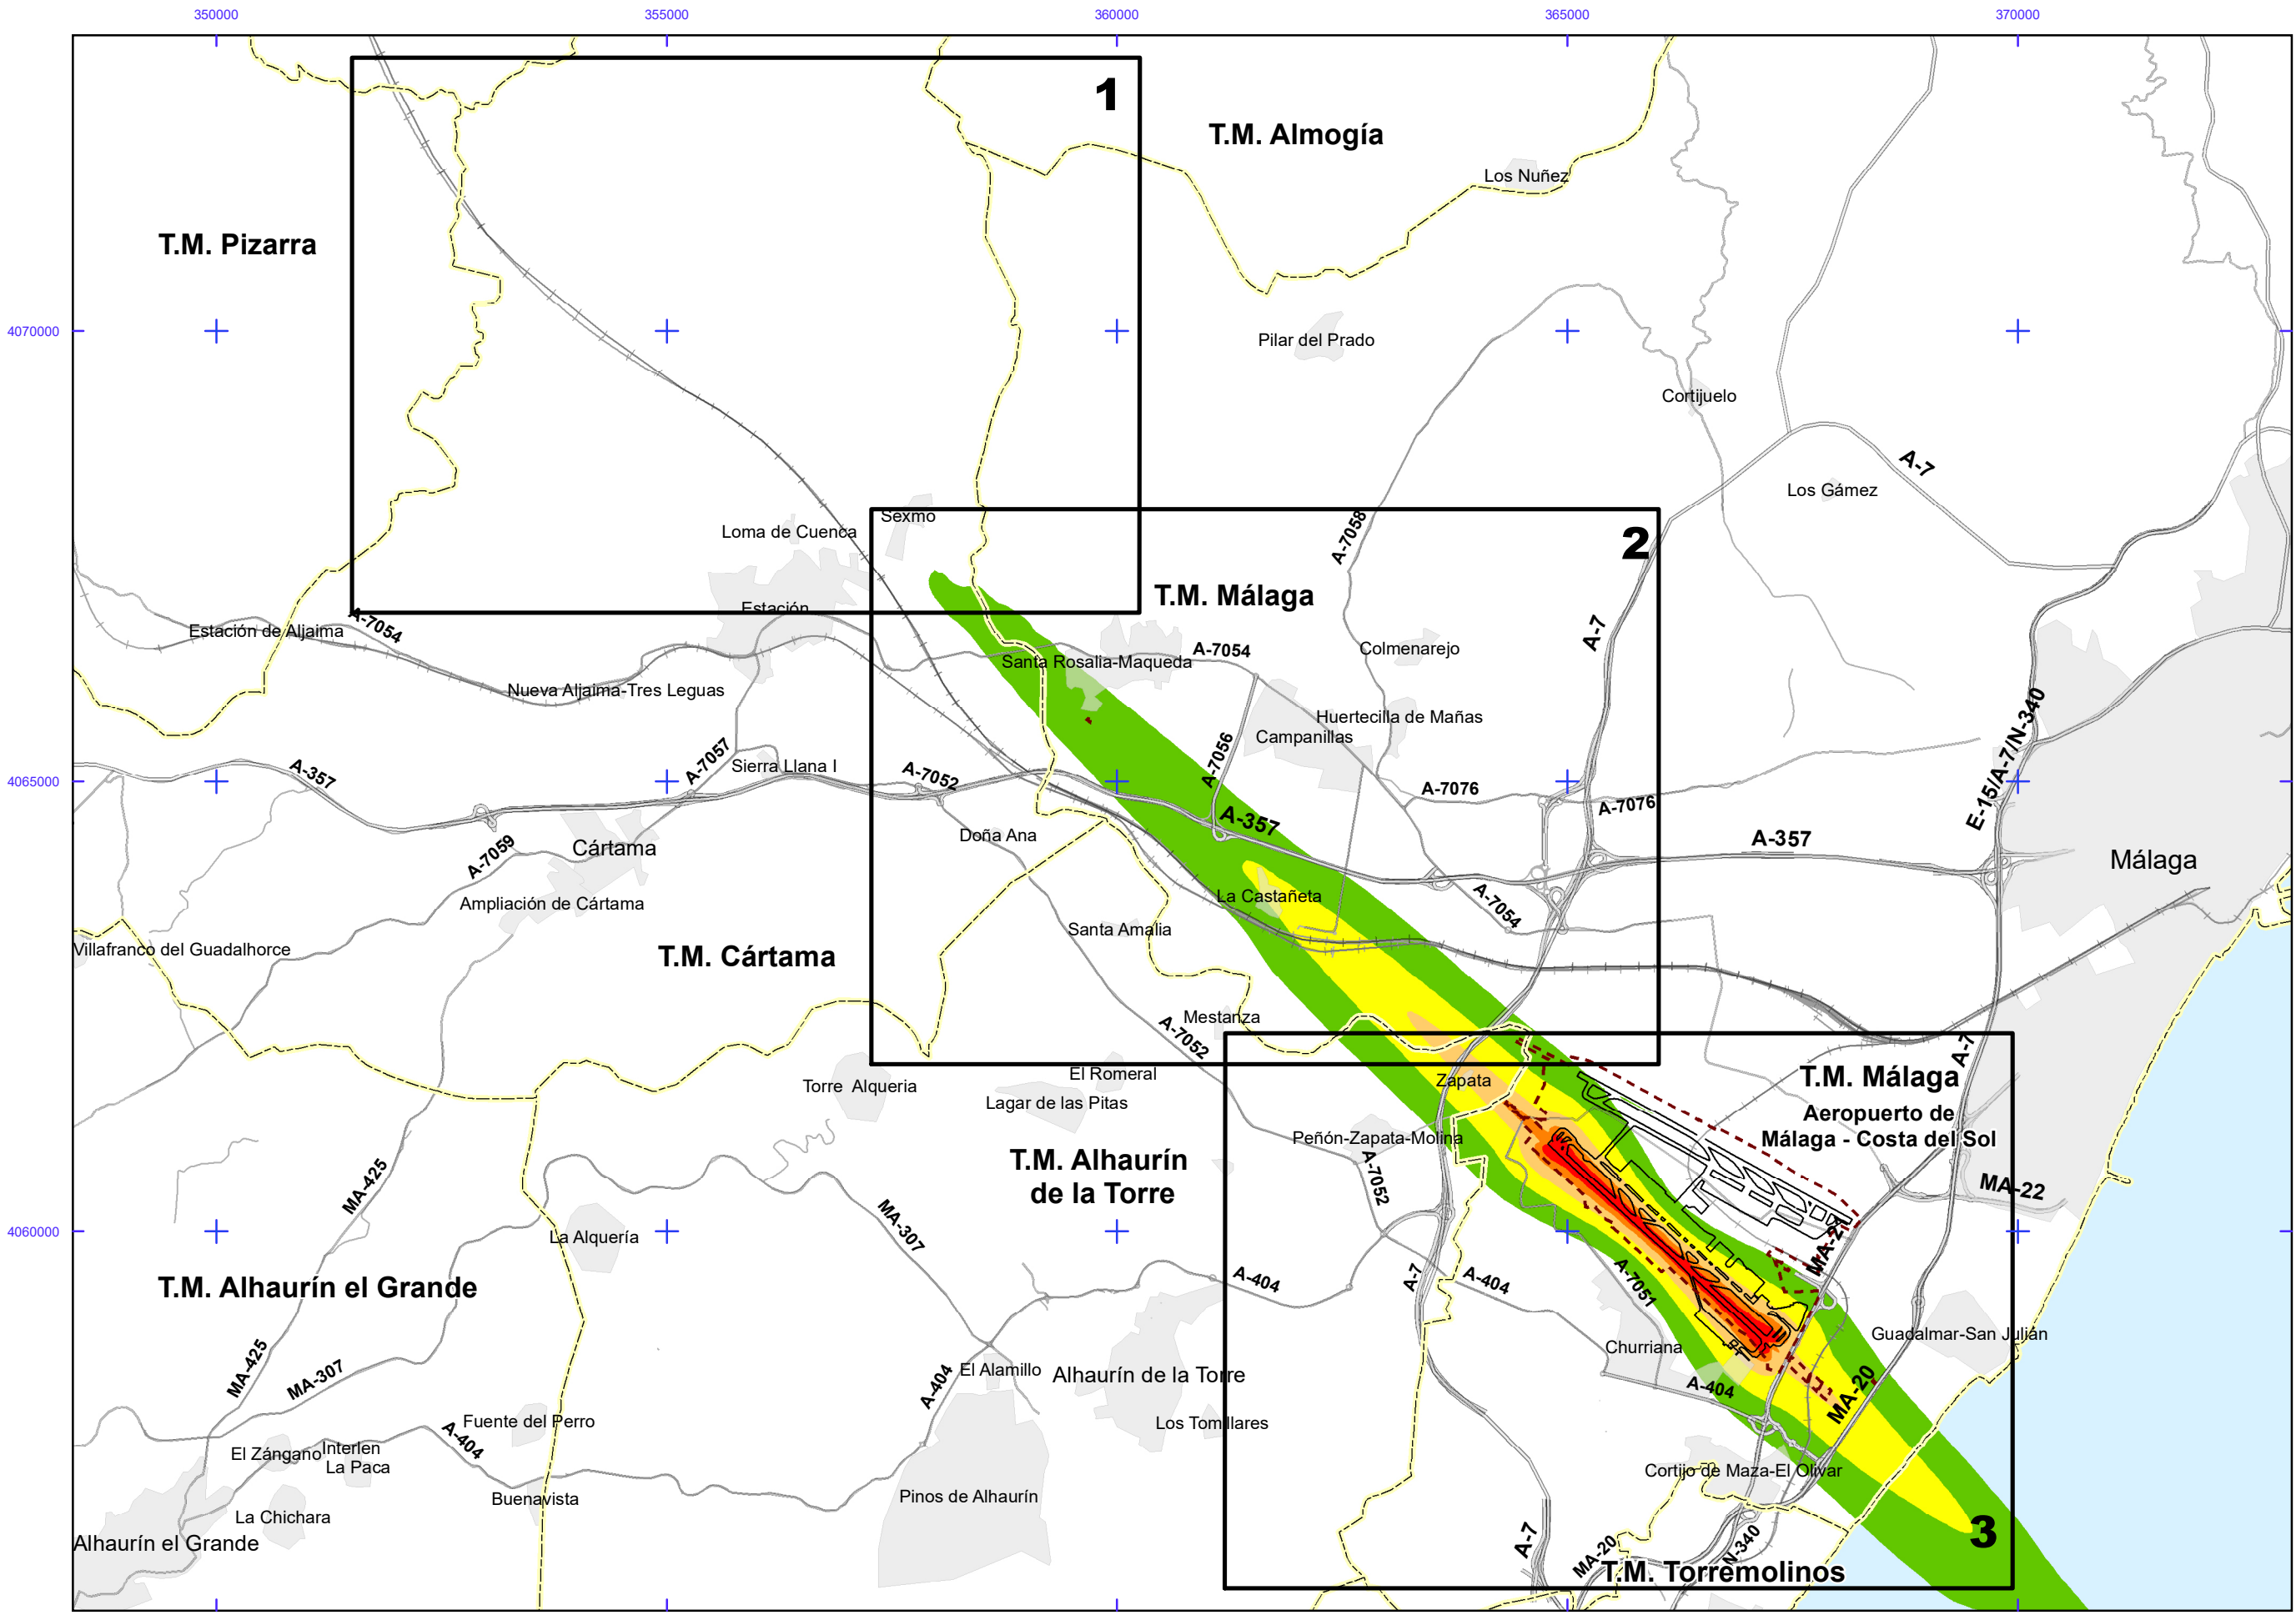 350000
355000
360000
365000
370000
1
T.M. Almogía
Los Nuñez
T.M. Pizarra
4070000
Pilar del Prado
Cortijuelo
A-7
Los Gámez
Sexmo
Loma de Cuenca
A-7058
2
T.M. Málaga
Estación
Estación de Aljaima
A-7054
A-7
Colmenarejo
A-7054
Santa Rosalia-Maqueda
Nueva Aljaima-Tres Leguas
Huertecilla de Mañas
Campanillas
E-15/A-7/N-340
A-7056
A-7057
Sierra Llana I
A-7052
A-357
4065000
A-7076
A-7076
A-357
A-357
Doña Ana
Cártama
A-7059
Málaga
La Castañeta
Ampliación de Cártama
A-7054
Santa Amalia
Villafranco del Guadalhorce
T.M. Cártama
Mestanza
A-7052
A-7
El Romeral
Zapata
T.M. Málaga
Torre Alqueria
Lagar de las Pitas
Aeropuerto de
Málaga - Costa del Sol
Peñón-Zapata-Molina
T.M. Alhaurín
de la Torre
A-7052
MA-425
MA-22
MA-307
La Alquería
4060000
MA-21
T.M. Alhaurín el Grande
A-404
A-7
A-404
A-7051
Guadalmar-San Julián
Churriana
MA-425
MA-307
El Alamillo
Alhaurín de la Torre
A-404
A-404
MA-20
Fuente del Perro
Los Tomillares
A-404
El Zángano
Interlen
La Paca
Cortijo de Maza-El Olivar
Buenavista
Pinos de Alhaurín
La Chichara
3
Alhaurín el Grande
A-7
MA-20
N-340
T.M. Torremolinos